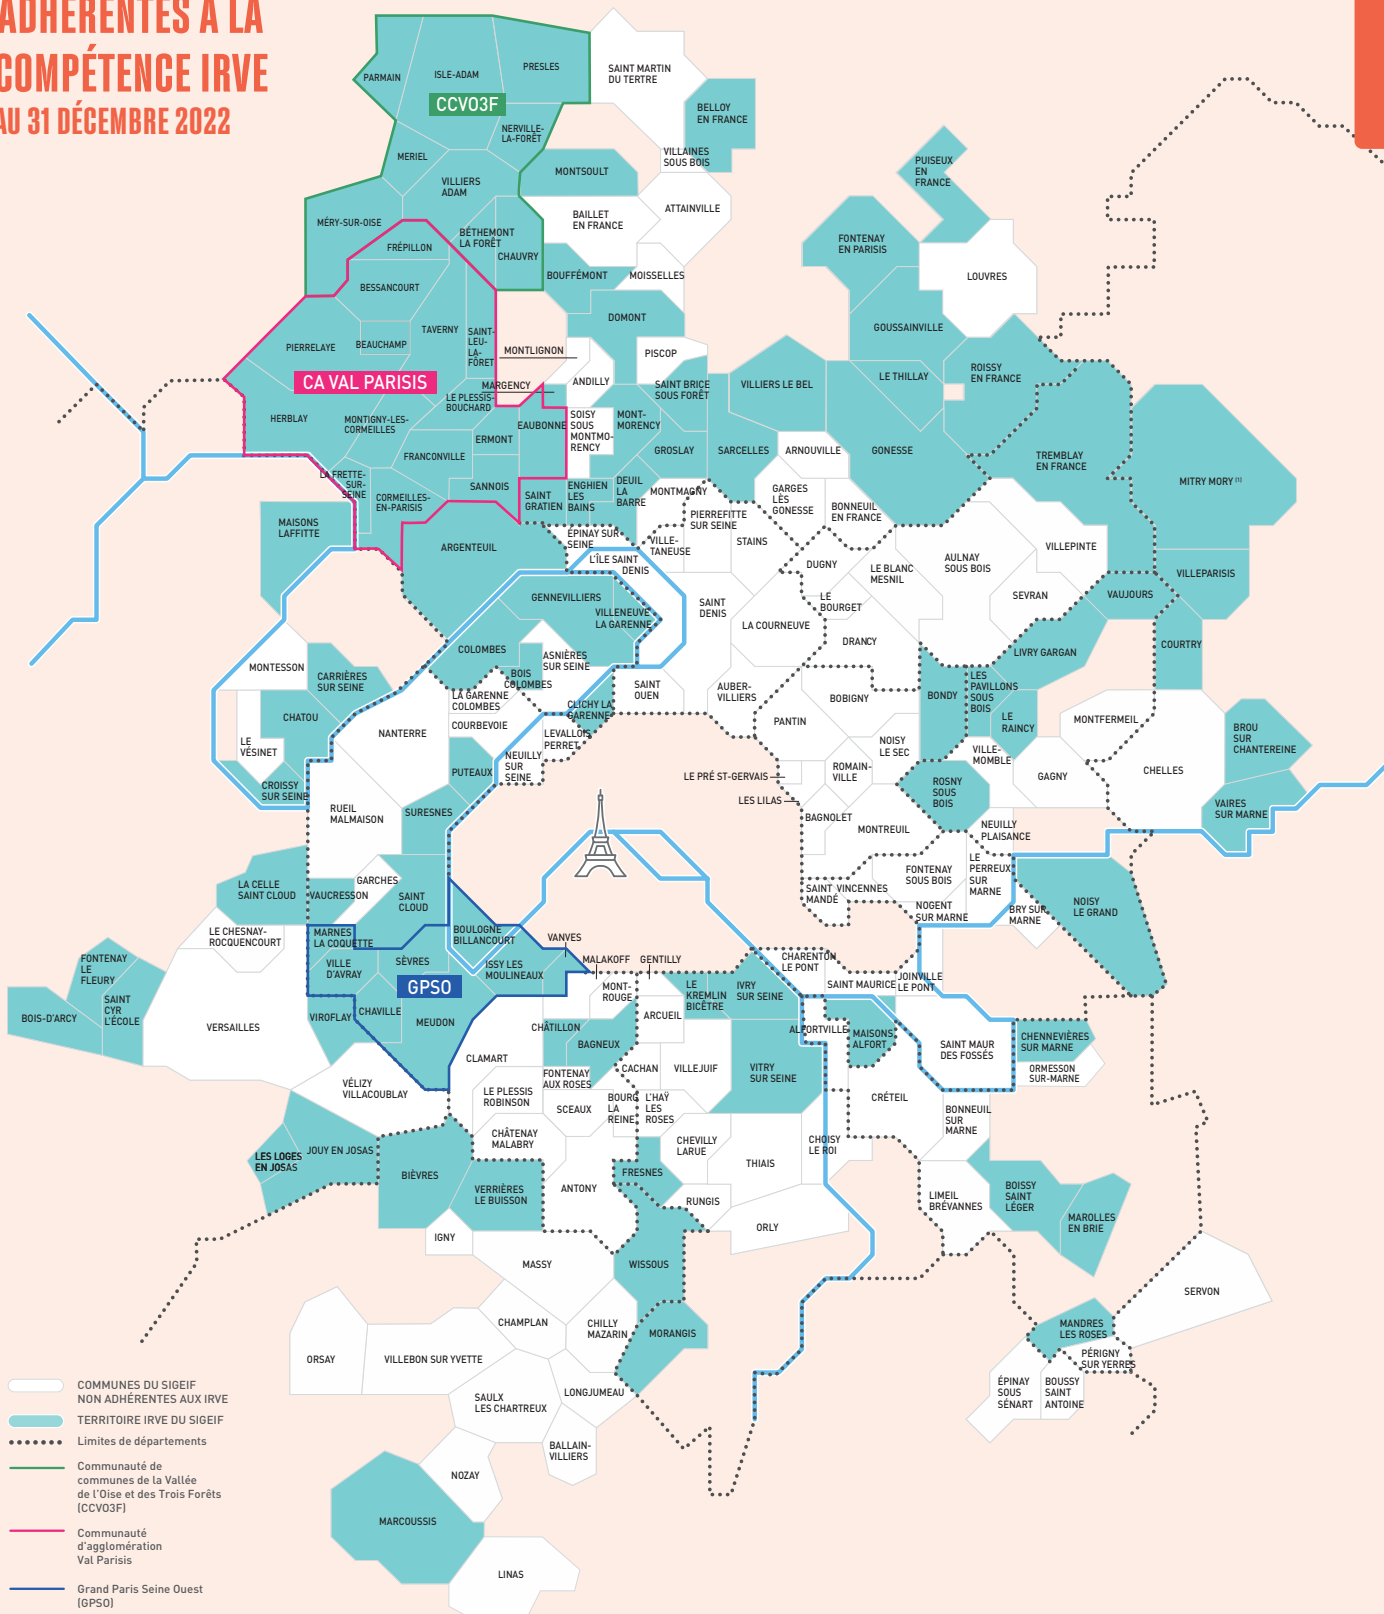 ADHÉRENTES À LA
COMPÉTENCE IRVE
AU 31 DÉCEMBRE 2022
PARMAIN
ISLE-ADAM
PRESLES
CCVO3F
NERVILLE-
LA-FORÊT
MERIEL
VILLIERS
ADAM
MÉRY-SUR-OISE
SAINT MARTIN
DU TERTRE
BELLOY
EN FRANCE
VILLAINES
SOUS BOIS
MONTSOULT
ATTAINVILLE
BAILLET
EN FRANCE
PUISEUX
EN
FRANCE
FONTENAY
EN PARISIS
LOUVRES
FRÉPILLON
BÉTHEMONT
LA FORÊT
CHAUVRY
BESSANCOURT
BOUFFÉMONT
MOISSELLES
DOMONT
GOUSSAINVILLE
TAVERNY
SAINT-
LEU-
LA-
FÔRET
PIERRELAYE
BEAUCHAMP
MONTLIGNON
PISCOP
CA VAL PARISIS
MARGENCY
ANDILLY
SAINT BRICE
SOUS FORÊT
VILLIERS LE BEL
LE THILLAY
ROISSY
EN FRANCE
LE PLESSIS-
BOUCHARD
HERBLAY
MONTIGNY-LES-
CORMEILLES
EAUBONNE
SOISY
SOUS
MONTMO-
RENCY
MONT-
MORENCY
ERMONT
GROSLAY
SARCELLES
ARNOUVILLE
GONESSE
FRANCONVILLE
TREMBLAY
EN FRANCE
MITRY MORY (1)
LA FRETTE-
SUR-
SEINE
SANNOIS
CORMEILLES-
EN-PARISIS
SAINT
GRATIEN
ENGHIEN
LES
BAINS
DEUIL
LA
BARRE
MONTMAGNY
GARGES
LÈS
GONESSE
BONNEUIL
EN FRANCE
PIERREFITTE
SUR SEINE
MAISONS
LAFFITTE
ARGENTEUIL
ÉPINAY SUR
SEINE
VILLE-
TANEUSE
STAINS
L'ÎLE SAINT
DENIS
DUGNY
LE BLANC
MESNIL
AULNAY
SOUS BOIS
VILLEPINTE
VILLEPARISIS
SEVRAN
VAUJOURS
GENNEVILLIERS
VILLENEUVE
LA GARENNE
SAINT
DENIS
LE
BOURGET
LA COURNEUVE
DRANCY
COURTRY
LIVRY GARGAN
COLOMBES
ASNIÈRES
SUR SEINE
BOIS
COLOMBES
MONTESSON
CARRIÈRES
SUR SEINE
LA GARENNE
COLOMBES
CLICHY LA
GARENNE
SAINT
OUEN
AUBER-
VILLIERS
BOBIGNY
BONDY
LES
PAVILLONS
SOUS
BOIS
LE
RAINCY
CHATOU
NANTERRE
COURBEVOIE
LEVALLOIS
PERRET
PANTIN
NOISY
LE SEC
MONTFERMEIL
BROU
SUR
CHANTEREINE
LE
VÉSINET
NEUILLY
SUR
SEINE
VILLE-
MOMBLE
GAGNY
CHELLES
PUTEAUX
ROMAIN-
VILLE
LE PRÉ ST-GERVAIS
ROSNY
SOUS
BOIS
CROISSY
SUR SEINE
LES LILAS
VAIRES
SUR MARNE
RUEIL
MALMAISON
SURESNES
BAGNOLET
MONTREUIL
NEUILLY
PLAISANCE
FONTENAY
SOUS BOIS
LE
PERREUX
SUR
MARNE
LA CELLE
SAINT CLOUD
VAUCRESSON
GARCHES
SAINT
CLOUD
SAINT
MANDÉ
VINCENNES
NOGENT
SUR MARNE
BRY SUR
MARNE
NOISY
LE GRAND
LE CHESNAY-
ROCQUENCOURT
MARNES
LA COQUETTE
BOULOGNE
BILLANCOURT
VANVES
MALAKOFF
GENTILLY
FONTENAY
LE
FLEURY
VILLE
D'AVRAY
SÈVRES
ISSY LES
MOULINEAUX
CHARENTON
LE PONT
GPSO
MONT-
ROUGE
LE
KREMLIN
BICÊTRE
IVRY
SUR SEINE
SAINT MAURICE
JOINVILLE
LE PONT
SAINT
CYR
L'ÉCOLE
BOIS-D'ARCY
VERSAILLES
VIROFLAY
CHAVILLE
MEUDON
CHÂTILLON
ARCUEIL
ALFORTVILLE
MAISONS
ALFORT
SAINT MAUR
DES FOSSÉS
CHENNEVIÈRES
SUR MARNE
BAGNEUX
CLAMART
CACHAN
VILLEJUIF
VITRY
SUR SEINE
ORMESSON
SUR-MARNE
FONTENAY
AUX ROSES
VÉLIZY
VILLACOUBLAY
LE PLESSIS
ROBINSON
SCEAUX
BOURG
LA
REINE
L'HAŸ
LES
ROSES
CRÉTEIL
BONNEUIL
SUR
MARNE
CHÂTENAY
MALABRY
CHEVILLY
LARUE
CHOISY
LE ROI
LES LOGES
EN JOSAS
JOUY EN JOSAS
THIAIS
BIÈVRES
VERRIÈRES
LE BUISSON
ANTONY
FRESNES
RUNGIS
ORLY
LIMEIL
BRÉVANNES
BOISSY
SAINT
LÉGER
MAROLLES
EN BRIE
IGNY
MASSY
WISSOUS
SERVON
CHAMPLAN
CHILLY
MAZARIN
MORANGIS
MANDRES
LES ROSES
PÉRIGNY
SUR YERRES
ORSAY
VILLEBON SUR YVETTE
ÉPINAY
SOUS
SÉNART
BOUSSY
SAINT
ANTOINE
SAULX
LES CHARTREUX
LONGJUMEAU
BALLAIN-
VILLIERS
NOZAY
MARCOUSSIS
LINAS
COMMUNES DU SIGEIF
NON ADHÉRENTES AUX IRVE
TERRITOIRE IRVE DU SIGEIF
Limites de départements
Communauté de
communes de la Vallée
de l'Oise et des Trois Forêts
(CCVO3F)
Communauté
d'agglomération
Val Parisis
Grand Paris Seine Ouest
(GPSO)